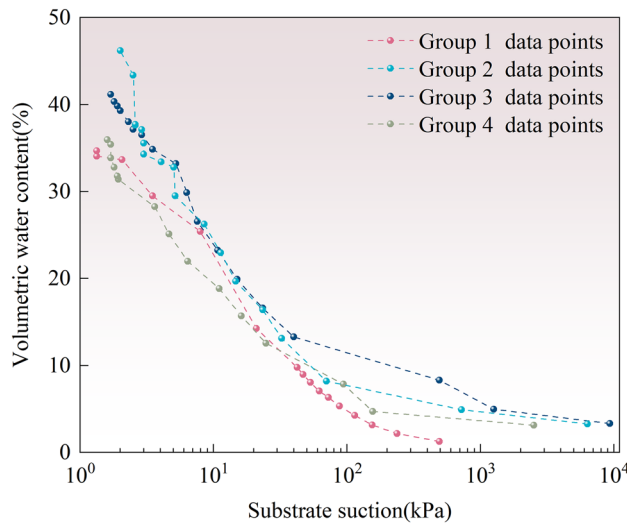 Group 1 data points
Group 2 data points
Group 3 data points
Group 4 data points
50
40
30
20
10
0
Volumetric water content(%)
10⁰
10¹
10²
10³
10⁴
Substrate suction(kPa)